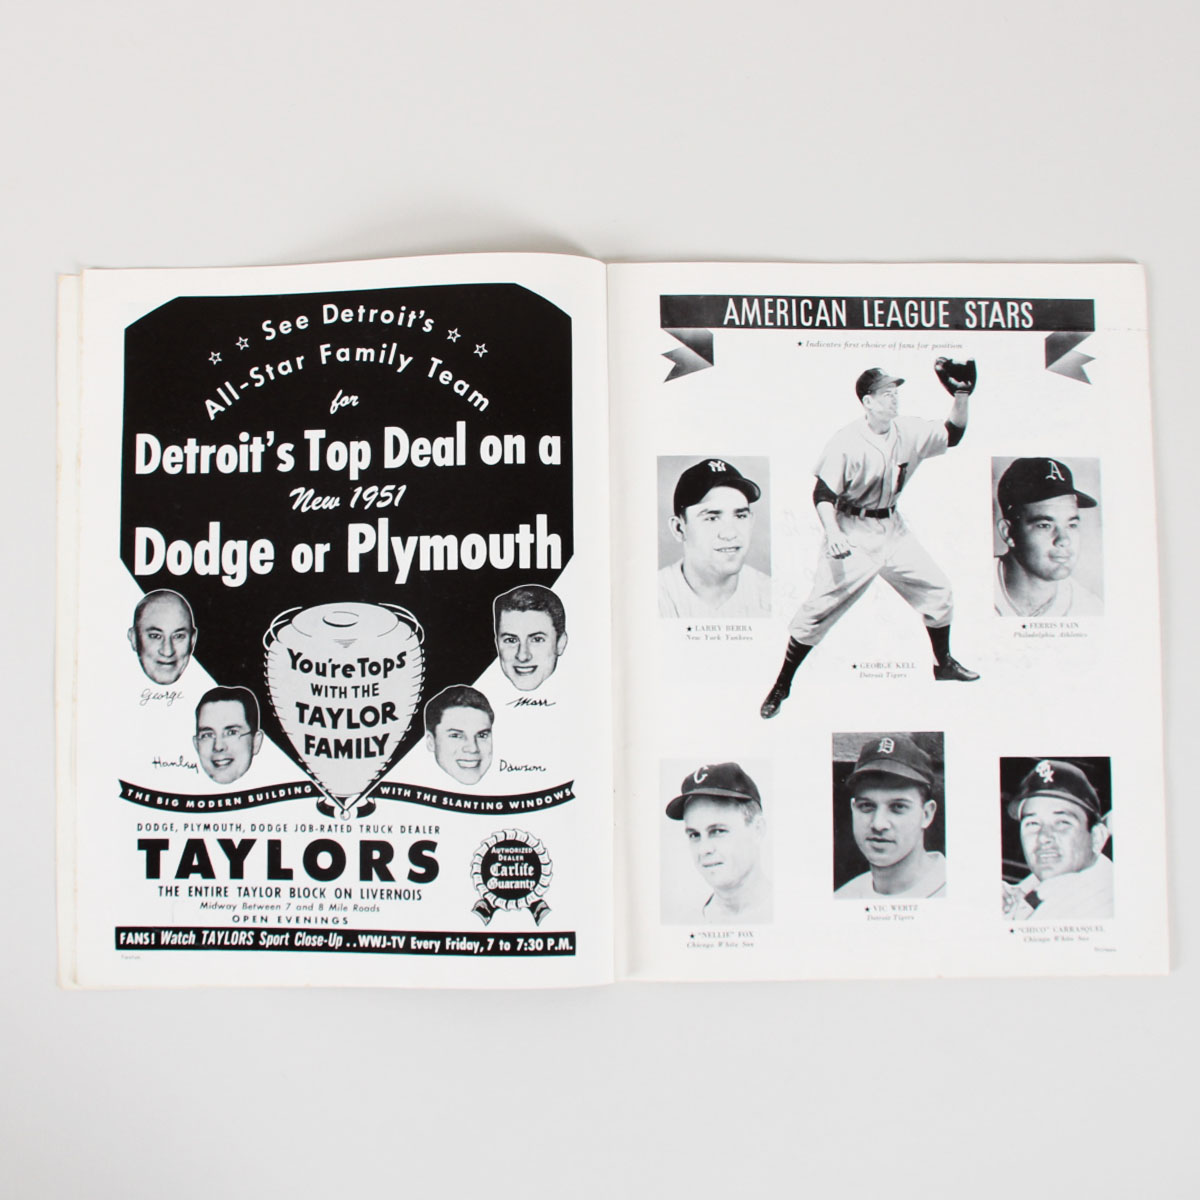 ☆ ☆ See Detroit's ☆ ☆
All-Star Family Team
for
Detroit's Top Deal on a
New 1951
Dodge or Plymouth
George
Hanley
Marr
Dawson
You're Tops
WITH THE
TAYLOR
FAMILY
THE BIG MODERN BUILDING WITH THE SLANTING WINDOWS
DODGE, PLYMOUTH, DODGE JOB-RATED TRUCK DEALER
TAYLORS
THE ENTIRE TAYLOR BLOCK ON LIVERNOIS
Midway Between 7 and 8 Mile Roads
OPEN EVENINGS
AUTHORIZED
DEALER
Carlife
Guaranty
FANS! Watch TAYLORS Sport Close-Up . . WWJ-TV Every Friday, 7 to 7:30 P.M.
Twelve
AMERICAN LEAGUE STARS
★ Indicates first choice of fans for position
NY
A
★ LARRY BERRA
New York Yankees
★ GEORGE KELL
Detroit Tigers
★ FERRIS FAIN
Philadelphia Athletics
C
D
★ "NELLIE" FOX
Chicago White Sox
★ VIC WERTZ
Detroit Tigers
★ "CHICO" CARRASQUEL
Chicago White Sox